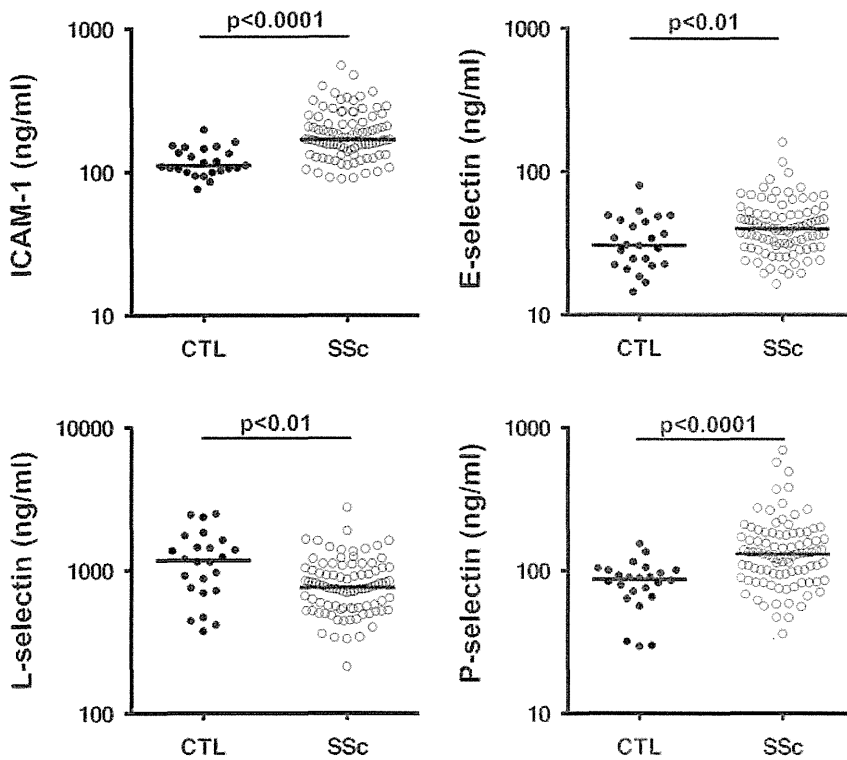 p<0.0001
ICAM-1 (ng/ml)
1000
100
10
CTL SSc
p<0.01
E-selectin (ng/ml)
1000
100
10
CTL SSc
p<0.01
L-selectin (ng/ml)
10000
1000
100
CTL SSc
p<0.0001
P-selectin (ng/ml)
1000
100
10
CTL SSc